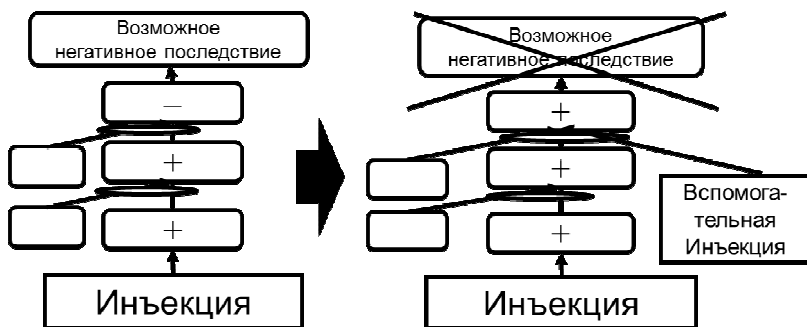 Возможное
негативное последствие
−
+
+
Инъекция
Возможное
негативное последствие
+
+
+
Вспомога-
тельная
Инъекция
Инъекция